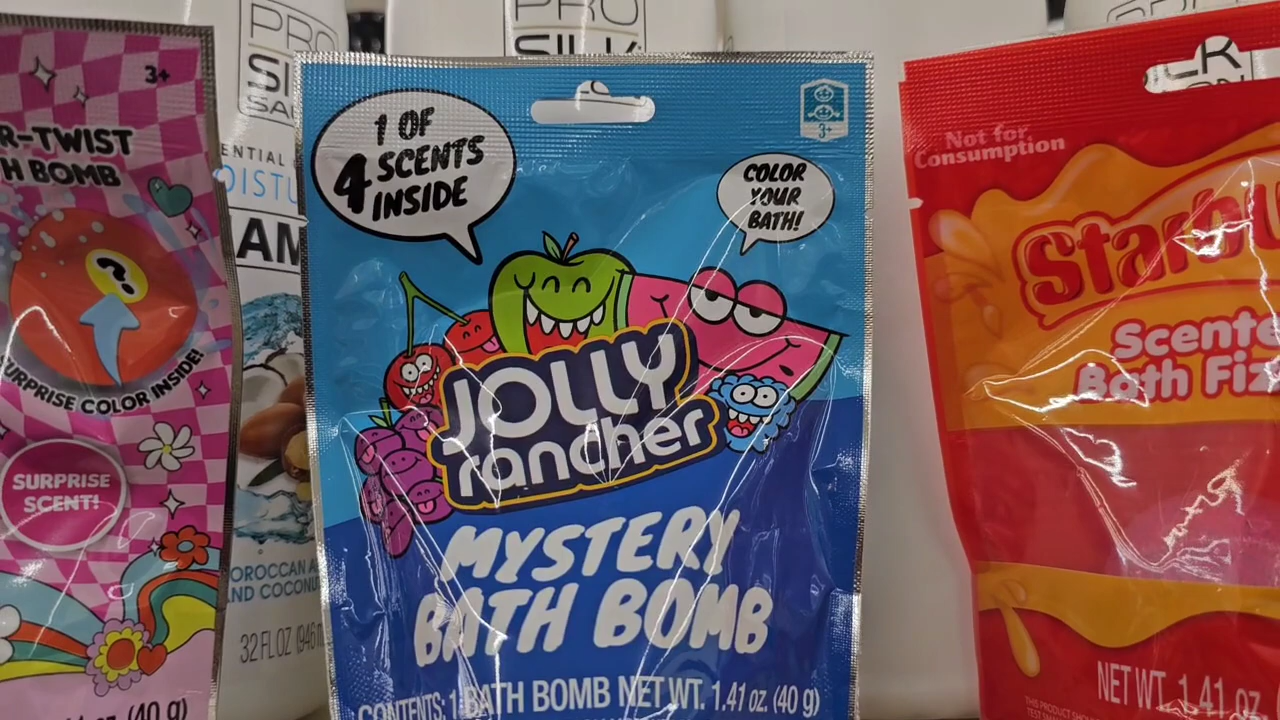 3+
R-TWIST
H BOMB
?
SURPRISE COLOR INSIDE!
SURPRISE
SCENT!
(40 g)
PRO
SI
ENTIAL
OISTU
AM
OROCCAN A
ND COCONU
32 FL OZ (946 m
PRO
SILK
1 OF
4 SCENTS
INSIDE
3+
COLOR
YOUR
BATH!
JOLLY
rancher
MYSTERY
BATH BOMB
CONTENTS: 1 BATH BOMB NET WT. 1.41 oz. (40 g)
LK
Not for
Consumption
Starbu
Scente
Bath Fiz
NET WT. 1.41 oz.